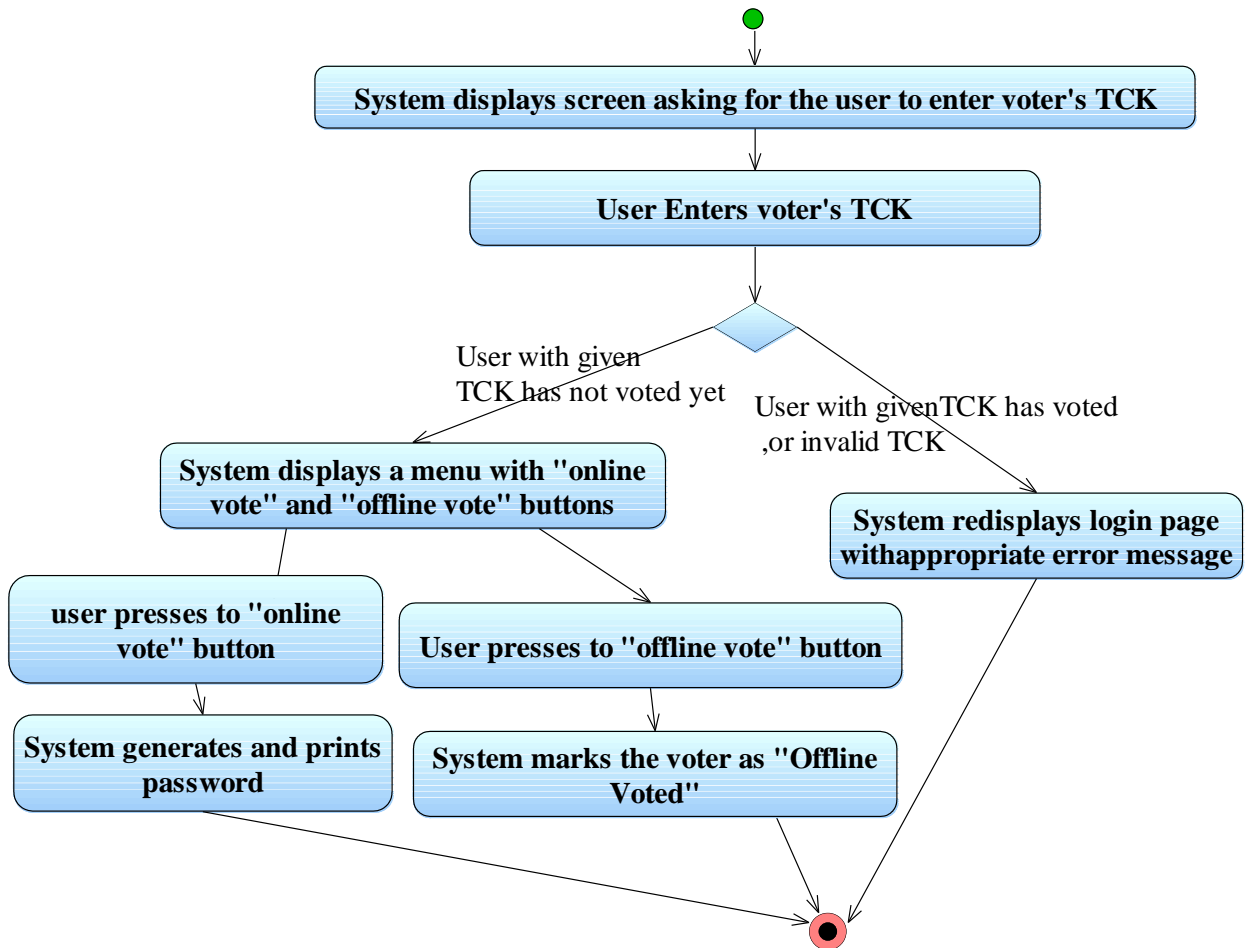 System displays screen asking for the user to enter voter's TCK
User Enters voter's TCK
User with given
TCK has not voted yet
User with givenTCK has voted
,or invalid TCK
System displays a menu with "online
vote" and "offline vote" buttons
System redisplays login page
withappropriate error message
user presses to "online
vote" button
User presses to "offline vote" button
System generates and prints
password
System marks the voter as "Offline
Voted"